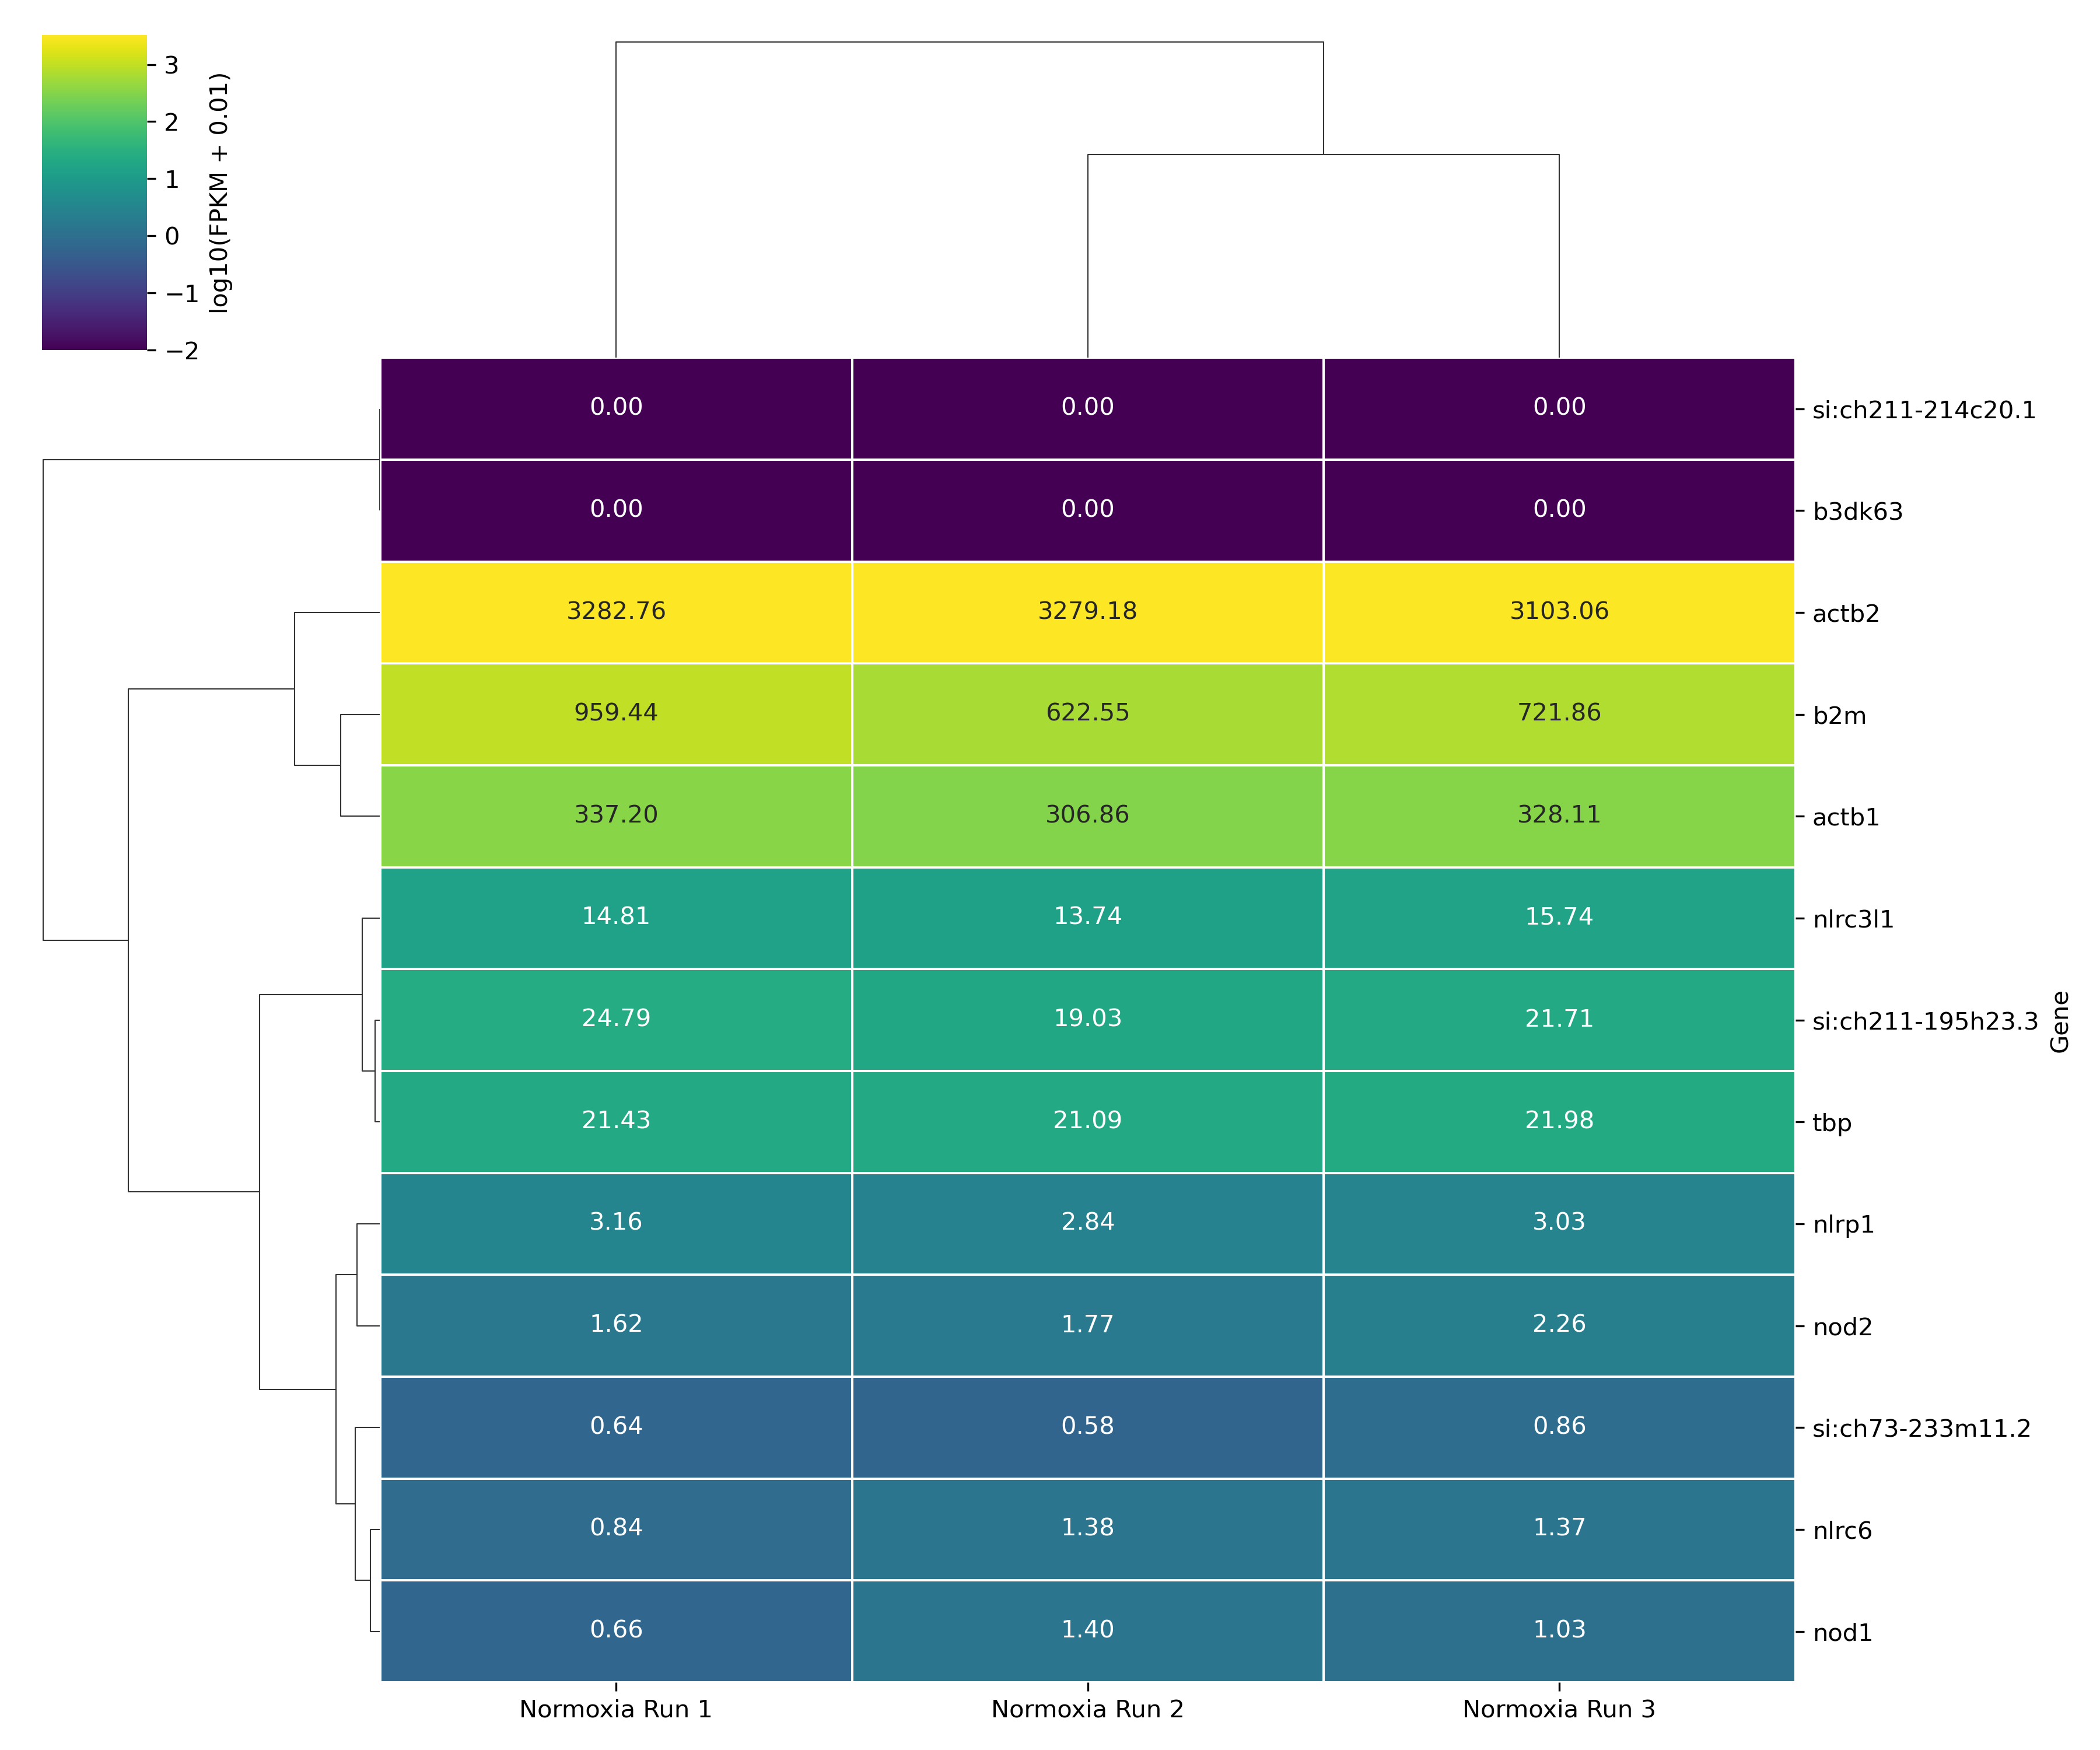 3
2
1
0
−1
−2
log10(FPKM + 0.01)
0.00 0.00 0.00 si:ch211-214c20.1
0.00 0.00 0.00 b3dk63
3282.76 3279.18 3103.06 actb2
959.44 622.55 721.86 b2m
337.20 306.86 328.11 actb1
14.81 13.74 15.74 nlrc3l1
24.79 19.03 21.71 si:ch211-195h23.3
21.43 21.09 21.98 tbp
3.16 2.84 3.03 nlrp1
1.62 1.77 2.26 nod2
0.64 0.58 0.86 si:ch73-233m11.2
0.84 1.38 1.37 nlrc6
0.66 1.40 1.03 nod1
Gene
Normoxia Run 1 Normoxia Run 2 Normoxia Run 3